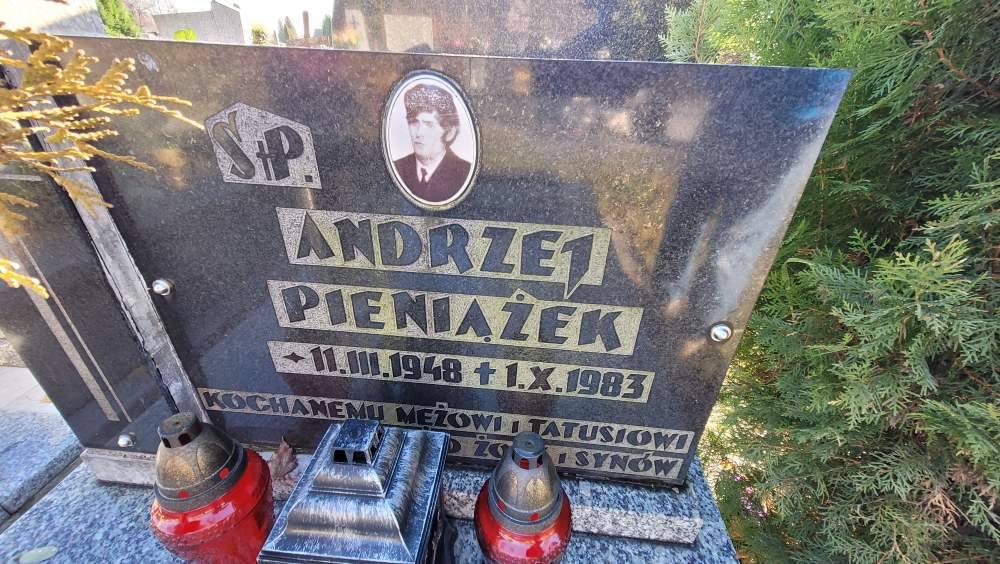 Ś†P.
ANDRZEJ
PIENIĄŻEK
11.III.1948 † 1.X.1983
KOCHANEMU MĘŻOWI I TATUSIOWI
I SYNÓW